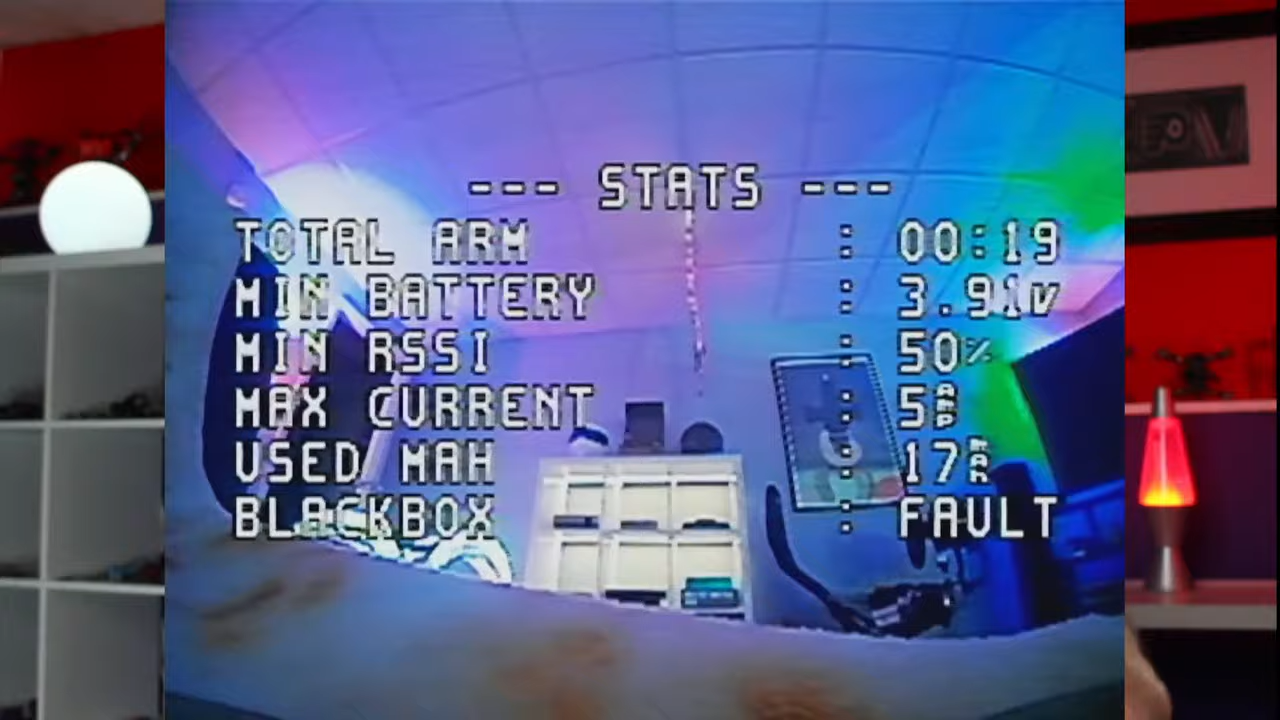 --- STATS ---
TOTAL ARM : 00:19
MIN BATTERY : 3.91V
MIN RSSI : 50%
MAX CURRENT : 5AMP
USED MAH : 17MAH
BLACKBOX : FAULT